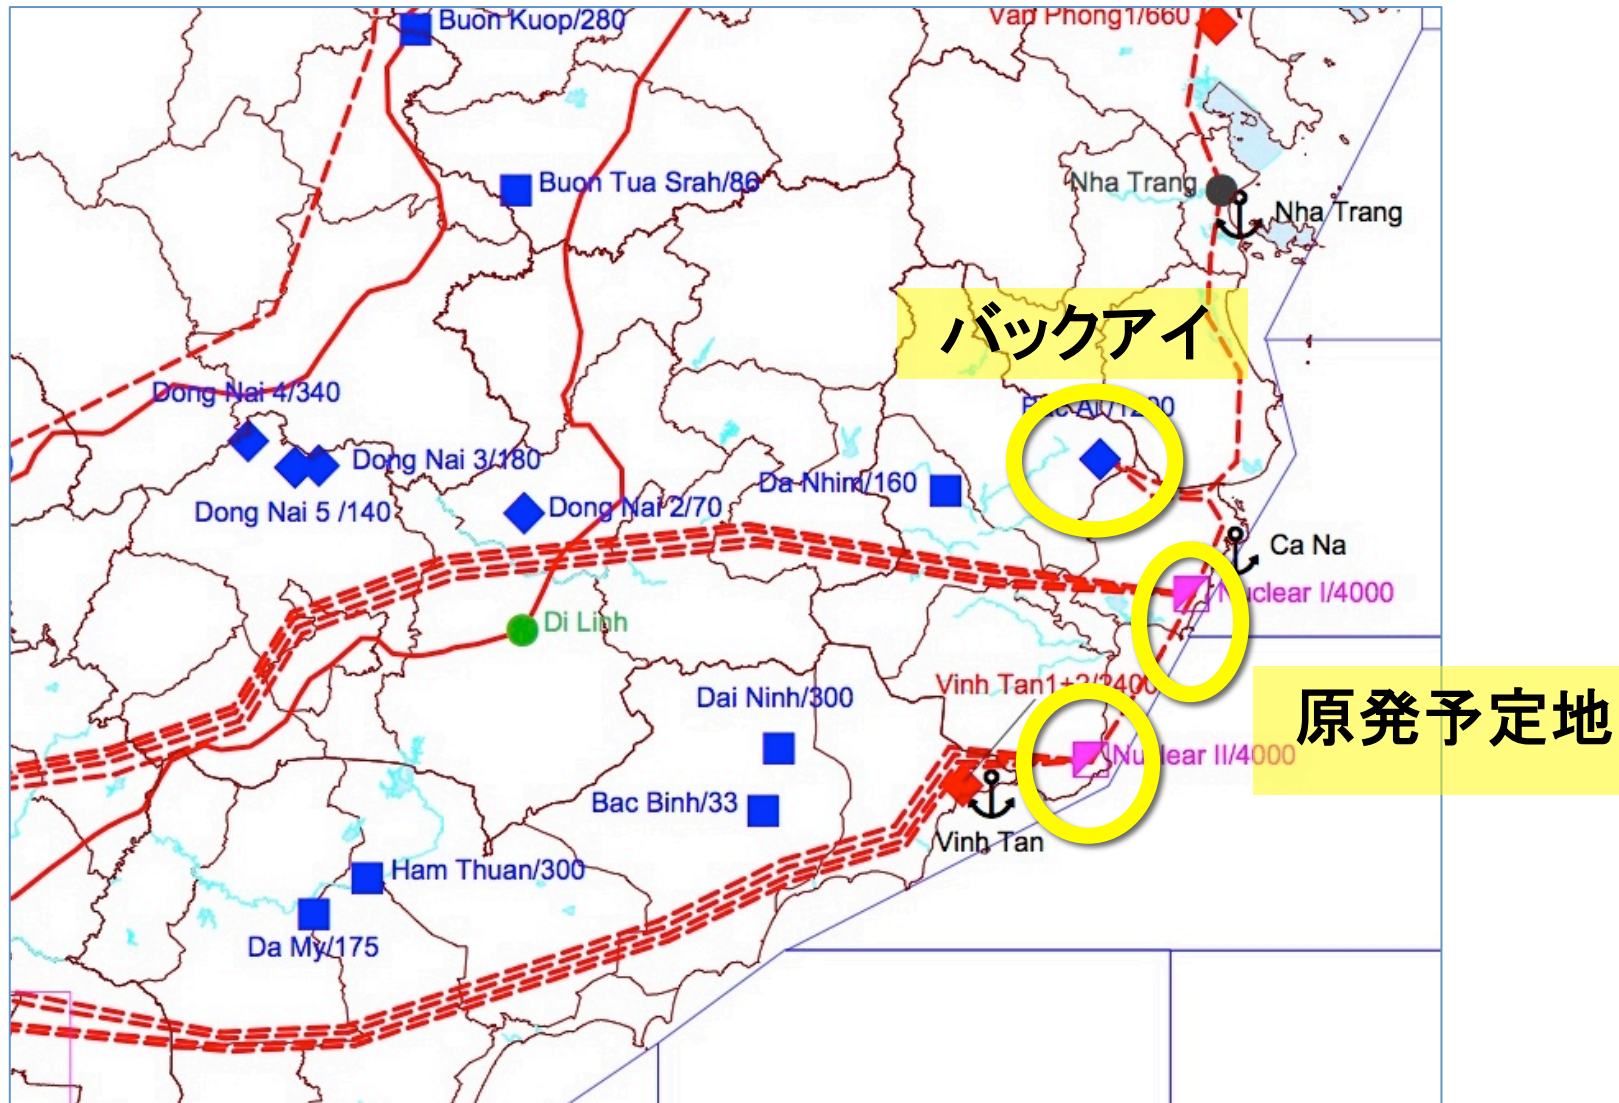 Buon Kuop/280
Van Phong1/660
Buon Tua Srah/86
Nha Trang
Nha Trang
バックアイ
Dong Nai 4/340
Bac Ai /1200
Dong Nai 3/180
Da Nhim/160
Dong Nai 5 /140
Dong Nai 2/70
Ca Na
Nuclear I/4000
Di Linh
Vinh Tan1+2/2400
Dai Ninh/300
原発予定地
Nuclear II/4000
Bac Binh/33
Vinh Tan
Ham Thuan/300
Da My/175